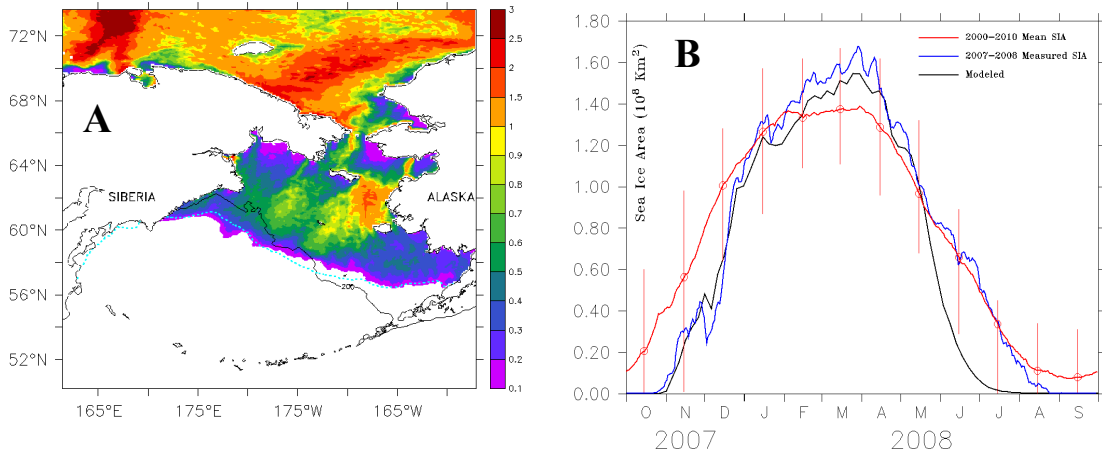 A
72°N
68°N
64°N
60°N
56°N
52°N
SIBERIA
ALASKA
200
165°E
175°E
175°W
165°W
3
2.5
2
1.5
1
0.9
0.8
0.7
0.6
0.5
0.4
0.3
0.2
0.1
B
2000-2010 Mean SIA
2007-2008 Measured SIA
Modeled
Sea Ice Area (10⁸ Km²)
1.80
1.60
1.40
1.20
1.00
0.80
0.60
0.40
0.20
0.00
O N D J F M A M J J A S
2007 2008